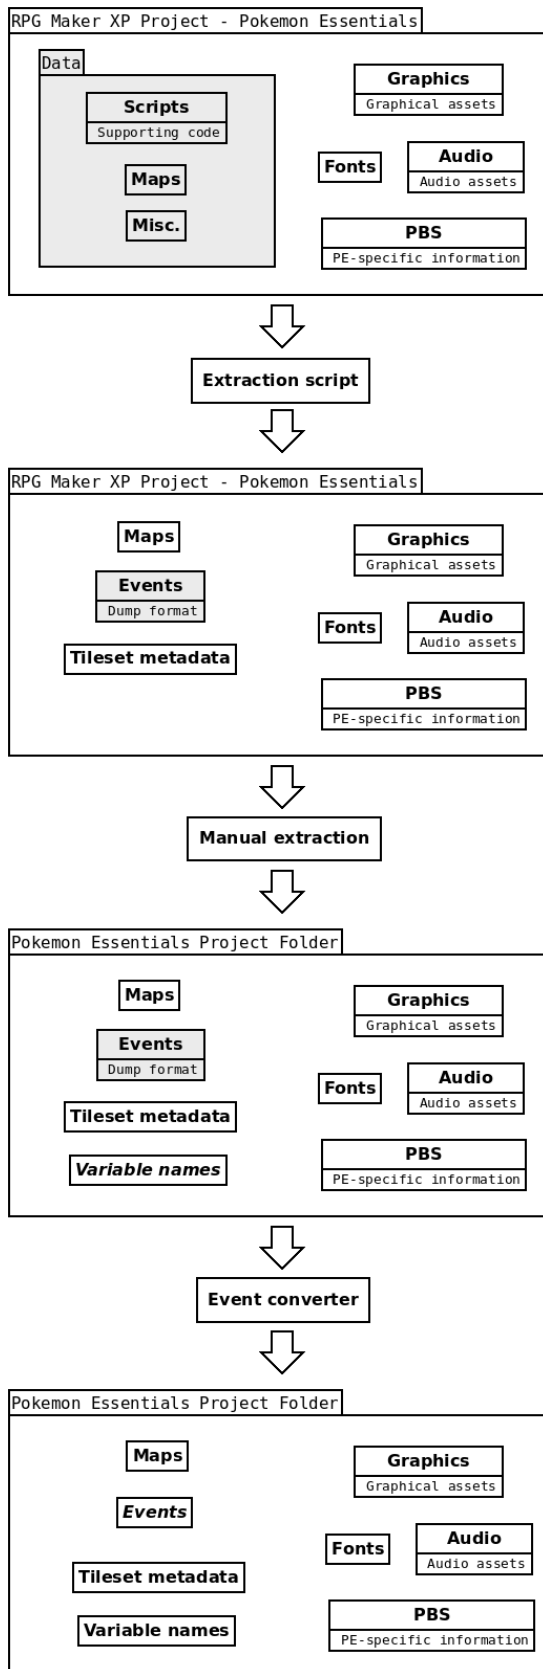 RPG Maker XP Project - Pokemon Essentials
Data
Scripts
Supporting code
Maps
Misc.
Graphics
Graphical assets
Fonts
Audio
Audio assets
PBS
PE-specific information
Extraction script
RPG Maker XP Project - Pokemon Essentials
Maps
Events
Dump format
Tileset metadata
Graphics
Graphical assets
Fonts
Audio
Audio assets
PBS
PE-specific information
Manual extraction
Pokemon Essentials Project Folder
Maps
Events
Dump format
Tileset metadata
Variable names
Graphics
Graphical assets
Fonts
Audio
Audio assets
PBS
PE-specific information
Event converter
Pokemon Essentials Project Folder
Maps
Events
Tileset metadata
Variable names
Graphics
Graphical assets
Fonts
Audio
Audio assets
PBS
PE-specific information